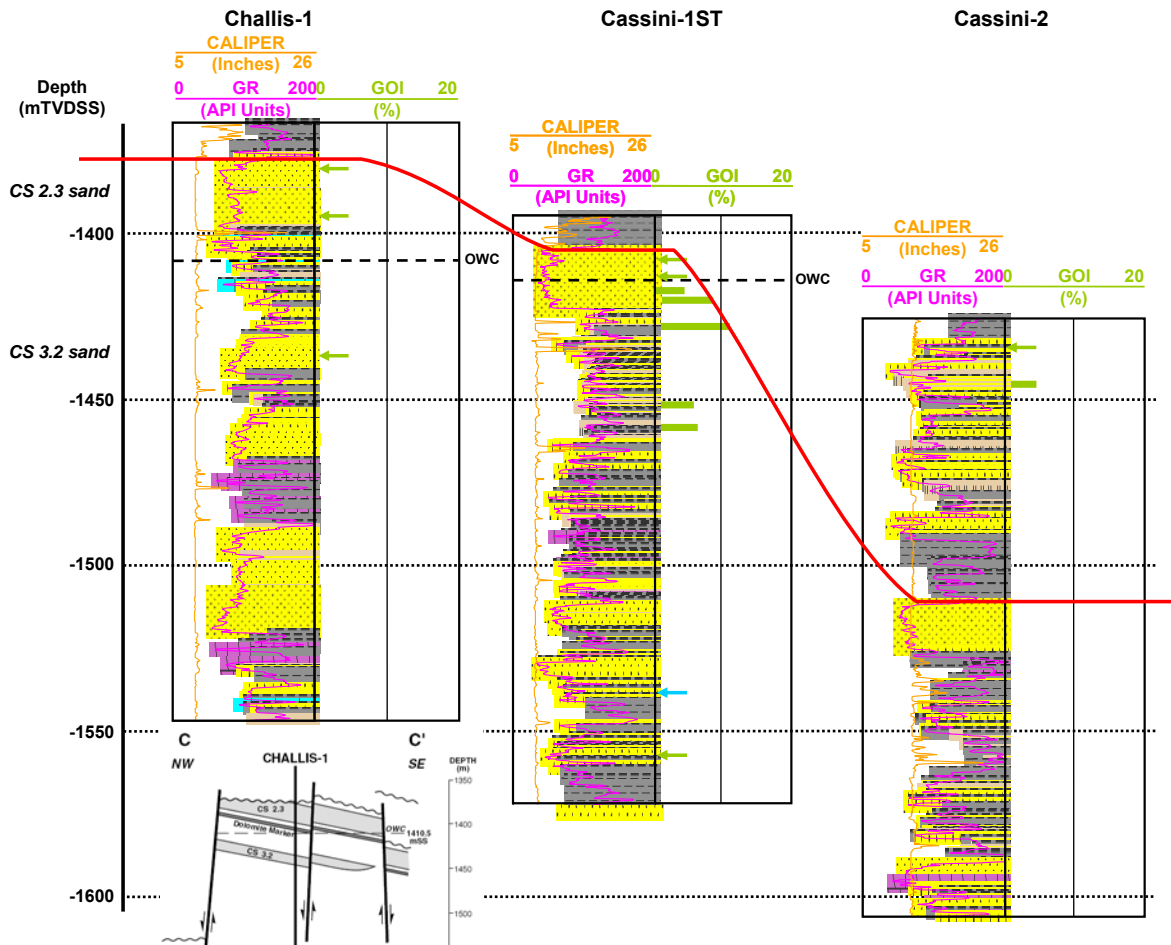 Challis-1
Cassini-1ST
Cassini-2
CALIPER
5 (Inches) 26
Depth
(mTVDSS)
0 GR 200 0 GOI 20
(API Units) (%)
CALIPER
5 (Inches) 26
0 GR 200 0 GOI 20
(API Units) (%)
CALIPER
5 (Inches) 26
0 GR 200 0 GOI 20
(API Units) (%)
CS 2.3 sand
-1400
OWC
OWC
CS 3.2 sand
-1450
-1500
-1550
-1600
C C'
NW CHALLIS-1 SE
DEPTH
(m)
1350
CS 2.3
1400
Dolomite Marker
OWC
1410.5
mSS
CS 3.2
1450
1500